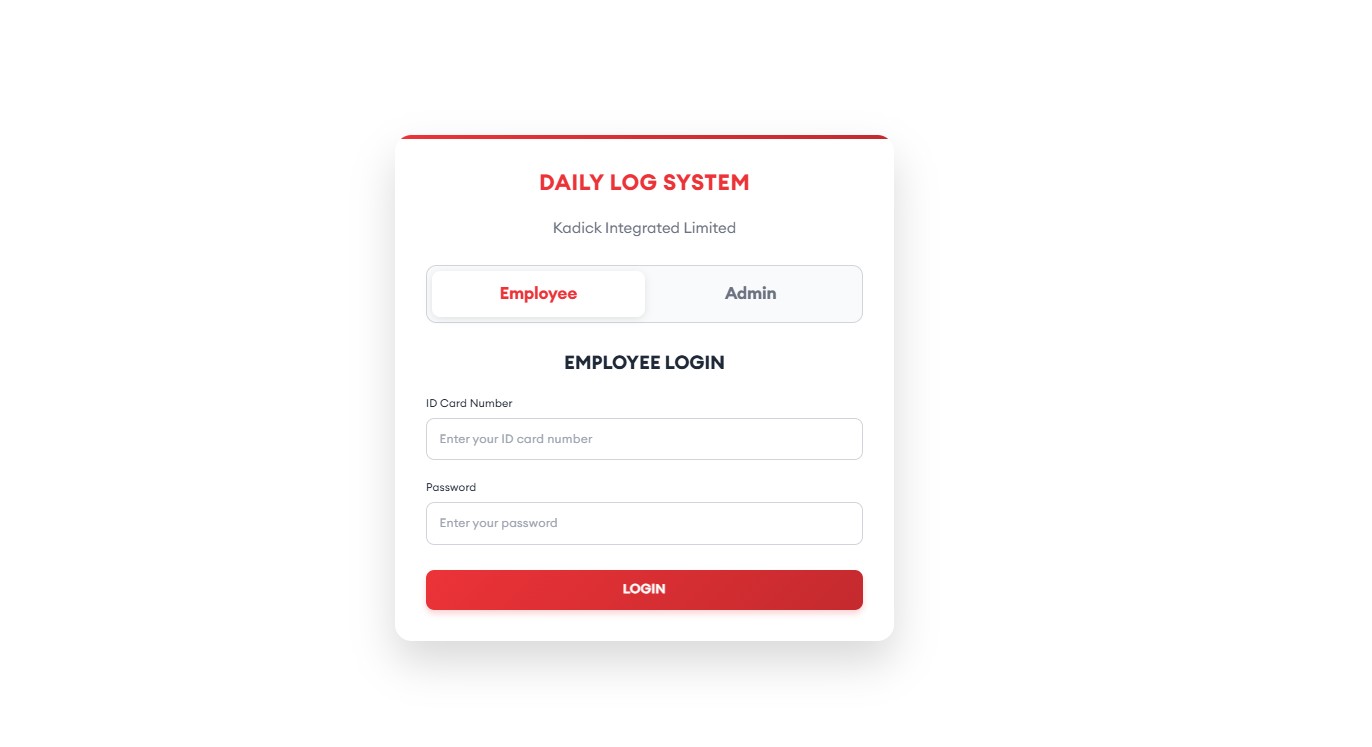 DAILY LOG SYSTEM
Kadick Integrated Limited
Employee Admin
EMPLOYEE LOGIN
ID Card Number
Enter your ID card number
Password
Enter your password
LOGIN